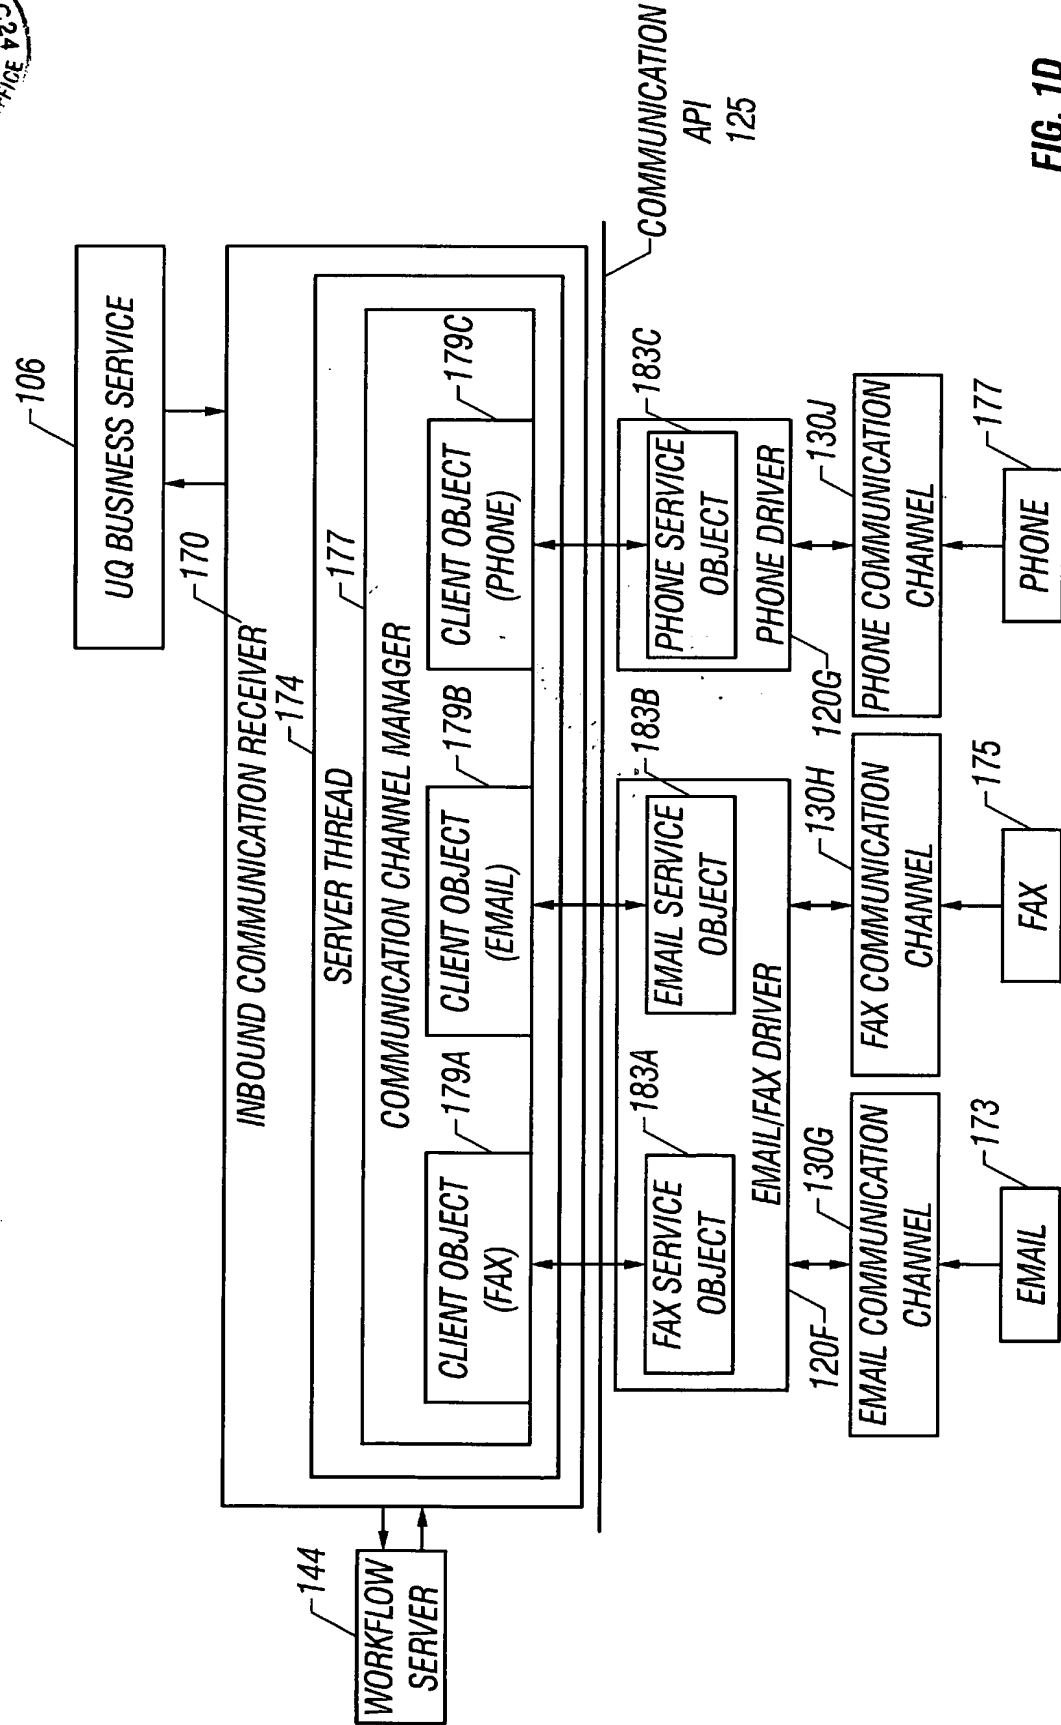 C24
FICE
106
UQ BUSINESS SERVICE
170
INBOUND COMMUNICATION RECEIVER
174
SERVER THREAD
177
COMMUNICATION CHANNEL MANAGER
179A
CLIENT OBJECT
(FAX)
179B
CLIENT OBJECT
(EMAIL)
179C
CLIENT OBJECT
(PHONE)
144
WORKFLOW
SERVER
COMMUNICATION
API
125
183A
FAX SERVICE
OBJECT
183B
EMAIL SERVICE
OBJECT
EMAIL/FAX DRIVER
120F
183C
PHONE SERVICE
OBJECT
PHONE DRIVER
120G
130G
EMAIL COMMUNICATION
CHANNEL
130H
FAX COMMUNICATION
CHANNEL
130J
PHONE COMMUNICATION
CHANNEL
173
EMAIL
175
FAX
177
PHONE
FIG. 1D